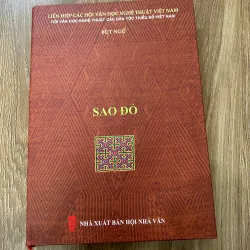 LIÊN HIỆP CÁC HỘI VĂN HỌC NGHỆ THUẬT VIỆT NAM
HỘI VĂN HỌC NGHỆ THUẬT CÁC DÂN TỘC THIỂU SỐ VIỆT NAM
BÚT NGỮ
SAO ĐỎ
NHÀ XUẤT BẢN HỘI NHÀ VĂN